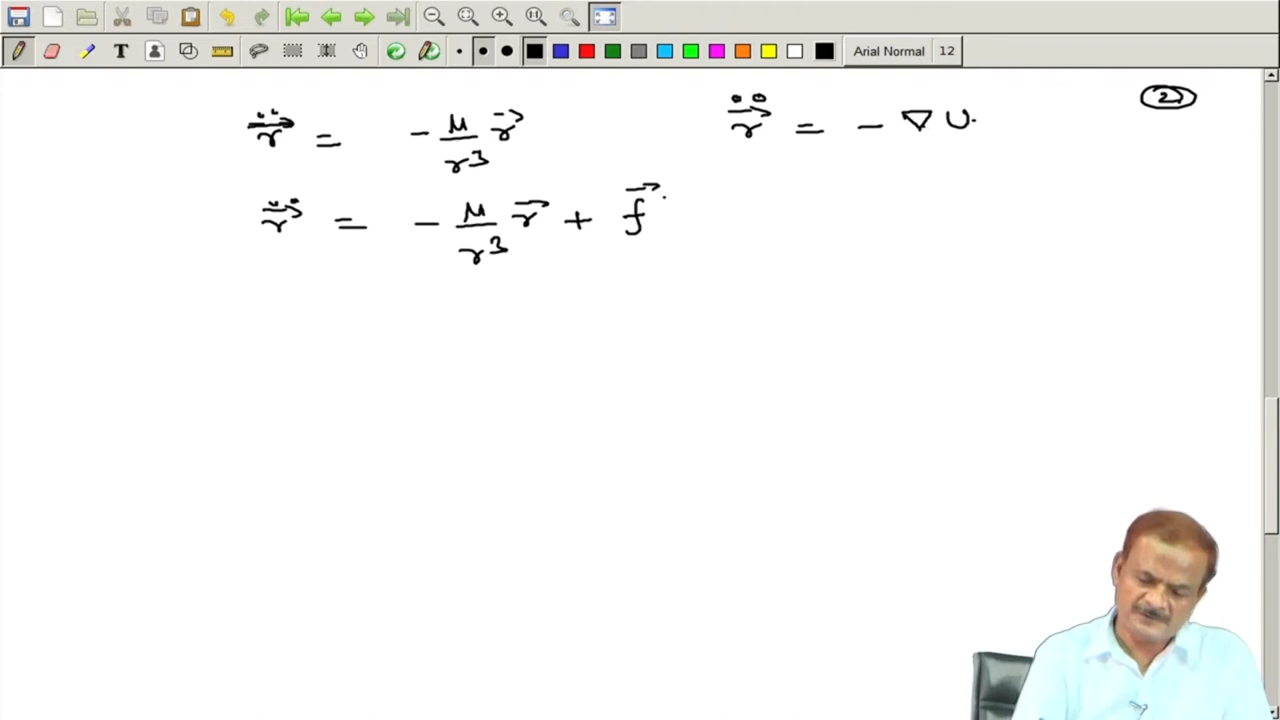 Arial Normal 12
②
r̈⃗ = - μ/r³ r⃗
r̈⃗ = - ∇ U.
r̈⃗ = - μ/r³ r⃗ + f⃗